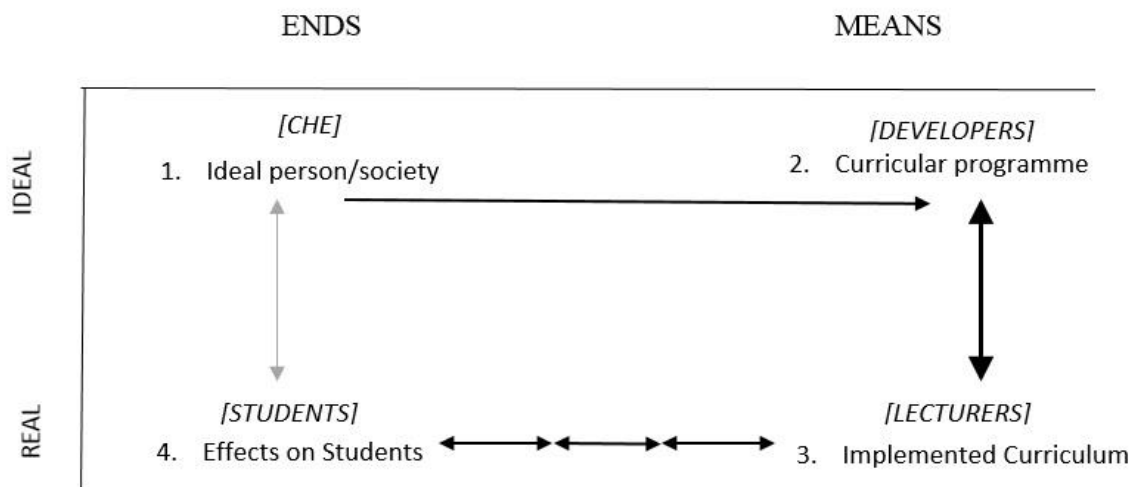 ENDS
MEANS
IDEAL
[CHE]
1. Ideal person/society
[DEVELOPERS]
2. Curricular programme
REAL
[STUDENTS]
4. Effects on Students
[LECTURERS]
3. Implemented Curriculum